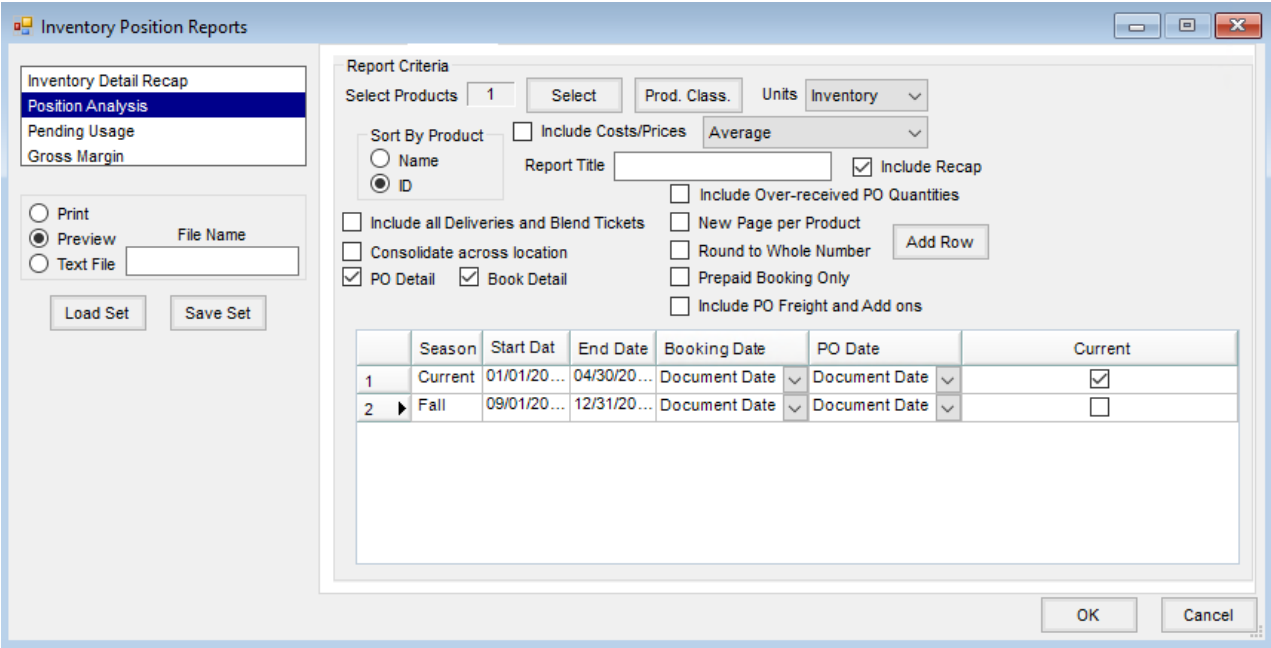 Inventory Position Reports
Inventory Detail Recap
Position Analysis
Pending Usage
Gross Margin
Print
Preview
Text File
File Name
Load Set
Save Set
Report Criteria
Select Products 1 Select Prod. Class. Units Inventory
Sort By Product
Name
ID
Include Costs/Prices Average
Report Title
Include Recap
Include Over-received PO Quantities
Include all Deliveries and Blend Tickets
New Page per Product
Consolidate across location
Round to Whole Number
Add Row
PO Detail Book Detail
Prepaid Booking Only
Include PO Freight and Add ons
Season Start Dat End Date Booking Date PO Date Current
1 Current 01/01/20... 04/30/20... Document Date Document Date
2 Fall 09/01/20... 12/31/20... Document Date Document Date
OK Cancel